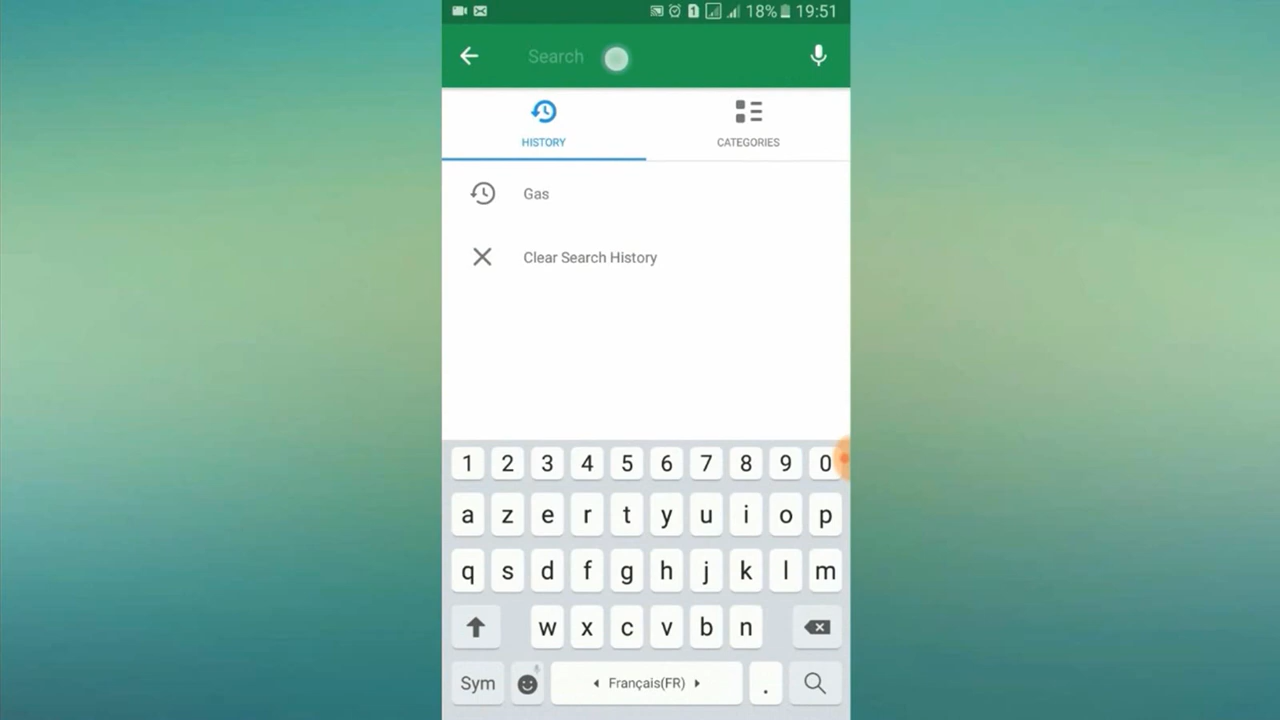 1 18% 19:51
Search
HISTORY CATEGORIES
Gas
Clear Search History
1 2 3 4 5 6 7 8 9 0
a z e r t y u i o p
q s d f g h j k l m
w x c v b n
Sym Français(FR) .